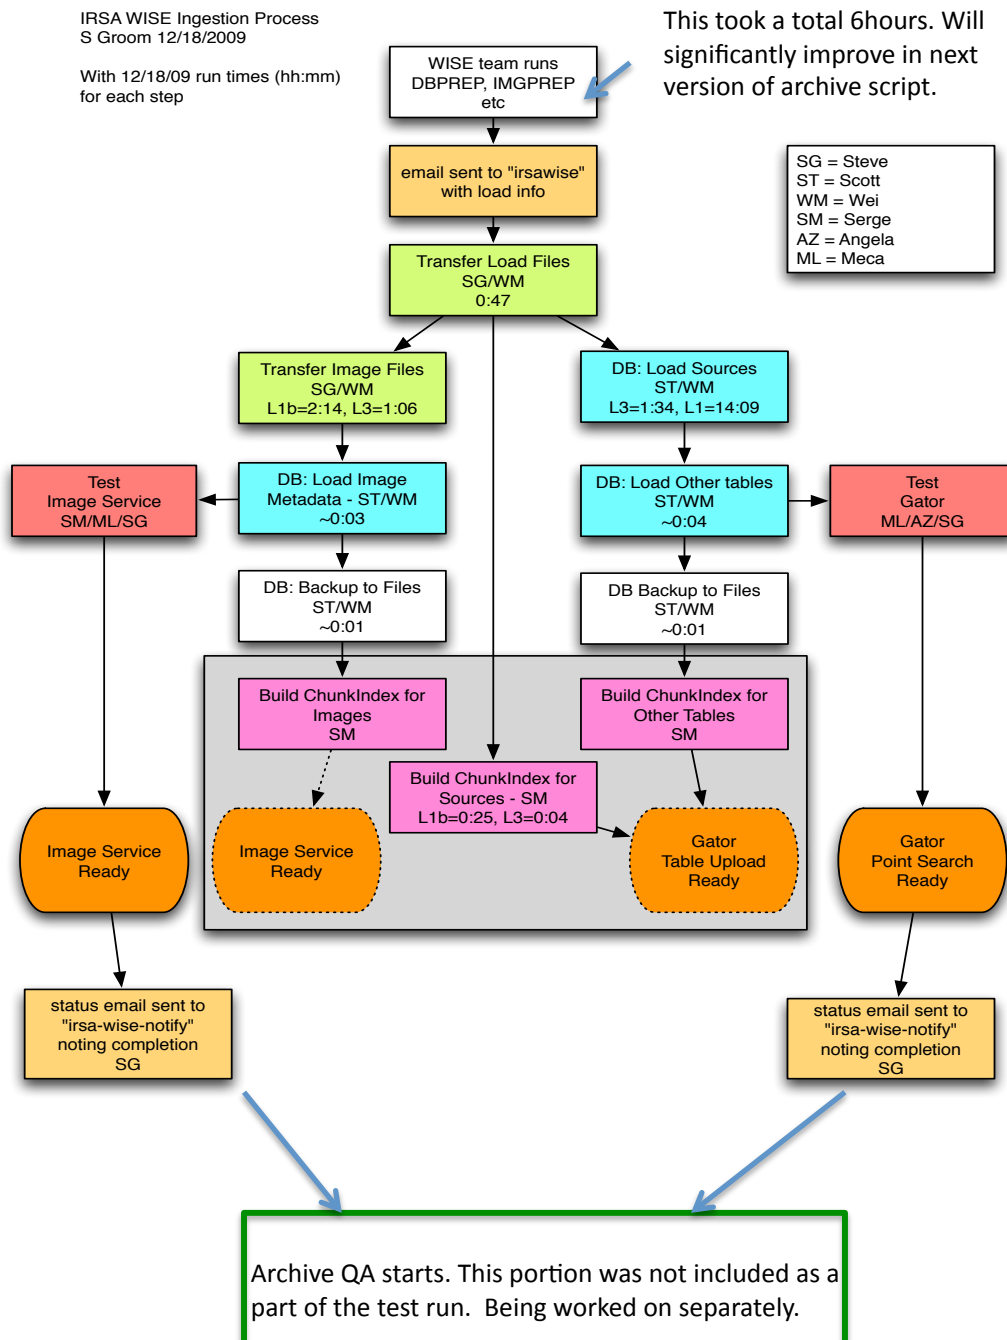 IRSA WISE Ingestion Process
S Groom 12/18/2009
With 12/18/09 run times (hh:mm)
for each step
This took a total 6hours. Will
significantly improve in next
version of archive script.
WISE team runs
DBPREP, IMGPREP
etc
email sent to "irsawise"
with load info
SG = Steve
ST = Scott
WM = Wei
SM = Serge
AZ = Angela
ML = Meca
Transfer Load Files
SG/WM
0:47
Transfer Image Files
SG/WM
L1b=2:14, L3=1:06
DB: Load Sources
ST/WM
L3=1:34, L1=14:09
Test
Image Service
SM/ML/SG
DB: Load Image
Metadata - ST/WM
~0:03
DB: Load Other tables
ST/WM
~0:04
Test
Gator
ML/AZ/SG
DB: Backup to Files
ST/WM
~0:01
DB Backup to Files
ST/WM
~0:01
Build ChunkIndex for
Images
SM
Build ChunkIndex for
Other Tables
SM
Build ChunkIndex for
Sources - SM
L1b=0:25, L3=0:04
Image Service
Ready
Image Service
Ready
Gator
Table Upload
Ready
Gator
Point Search
Ready
status email sent to
"irsa-wise-notify"
noting completion
SG
status email sent to
"irsa-wise-notify"
noting completion
SG
Archive QA starts. This portion was not included as a
part of the test run.  Being worked on separately.